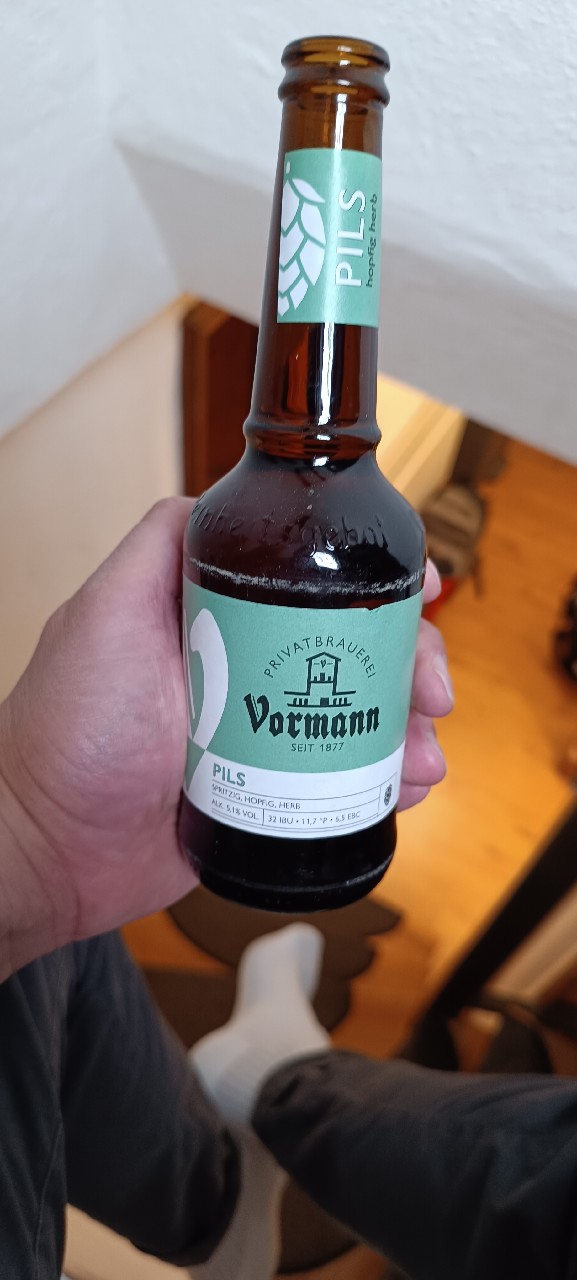 PILS
hopfig herb
PRIVATBRAUEREI
Vormann
SEIT 1877
PILS
SPRITZIG, HOPFIG, HERB
ALK. 5,1% VOL. 32 IBU • 11,7 °P • 6,5 EBC